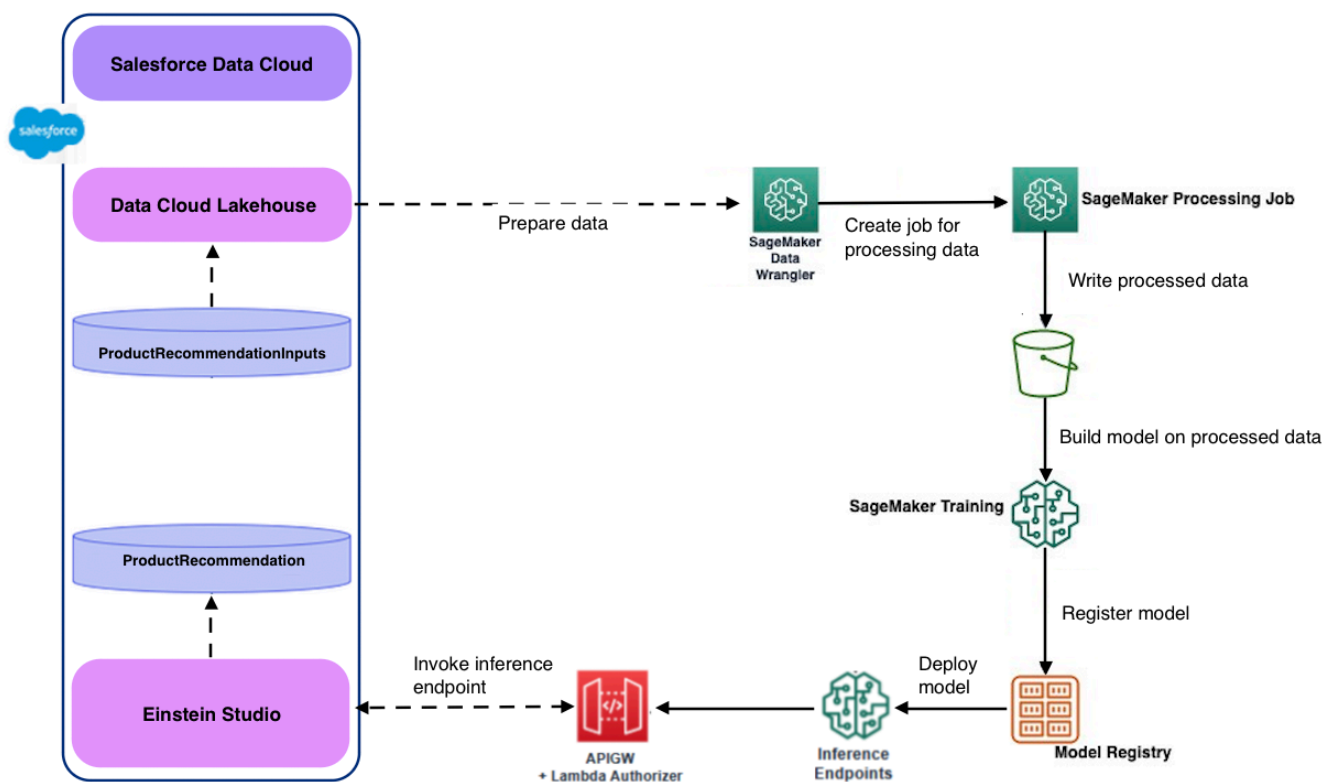 Salesforce Data Cloud
salesforce
Data Cloud Lakehouse
Prepare data
SageMaker
Data
Wrangler
Create job for
processing data
SageMaker Processing Job
Write processed data
ProductRecommendationInputs
Build model on processed data
SageMaker Training
ProductRecommendation
Register model
Invoke inference
endpoint
Deploy
model
Einstein Studio
APIGW
+ Lambda Authorizer
Inference
Endpoints
Model Registry